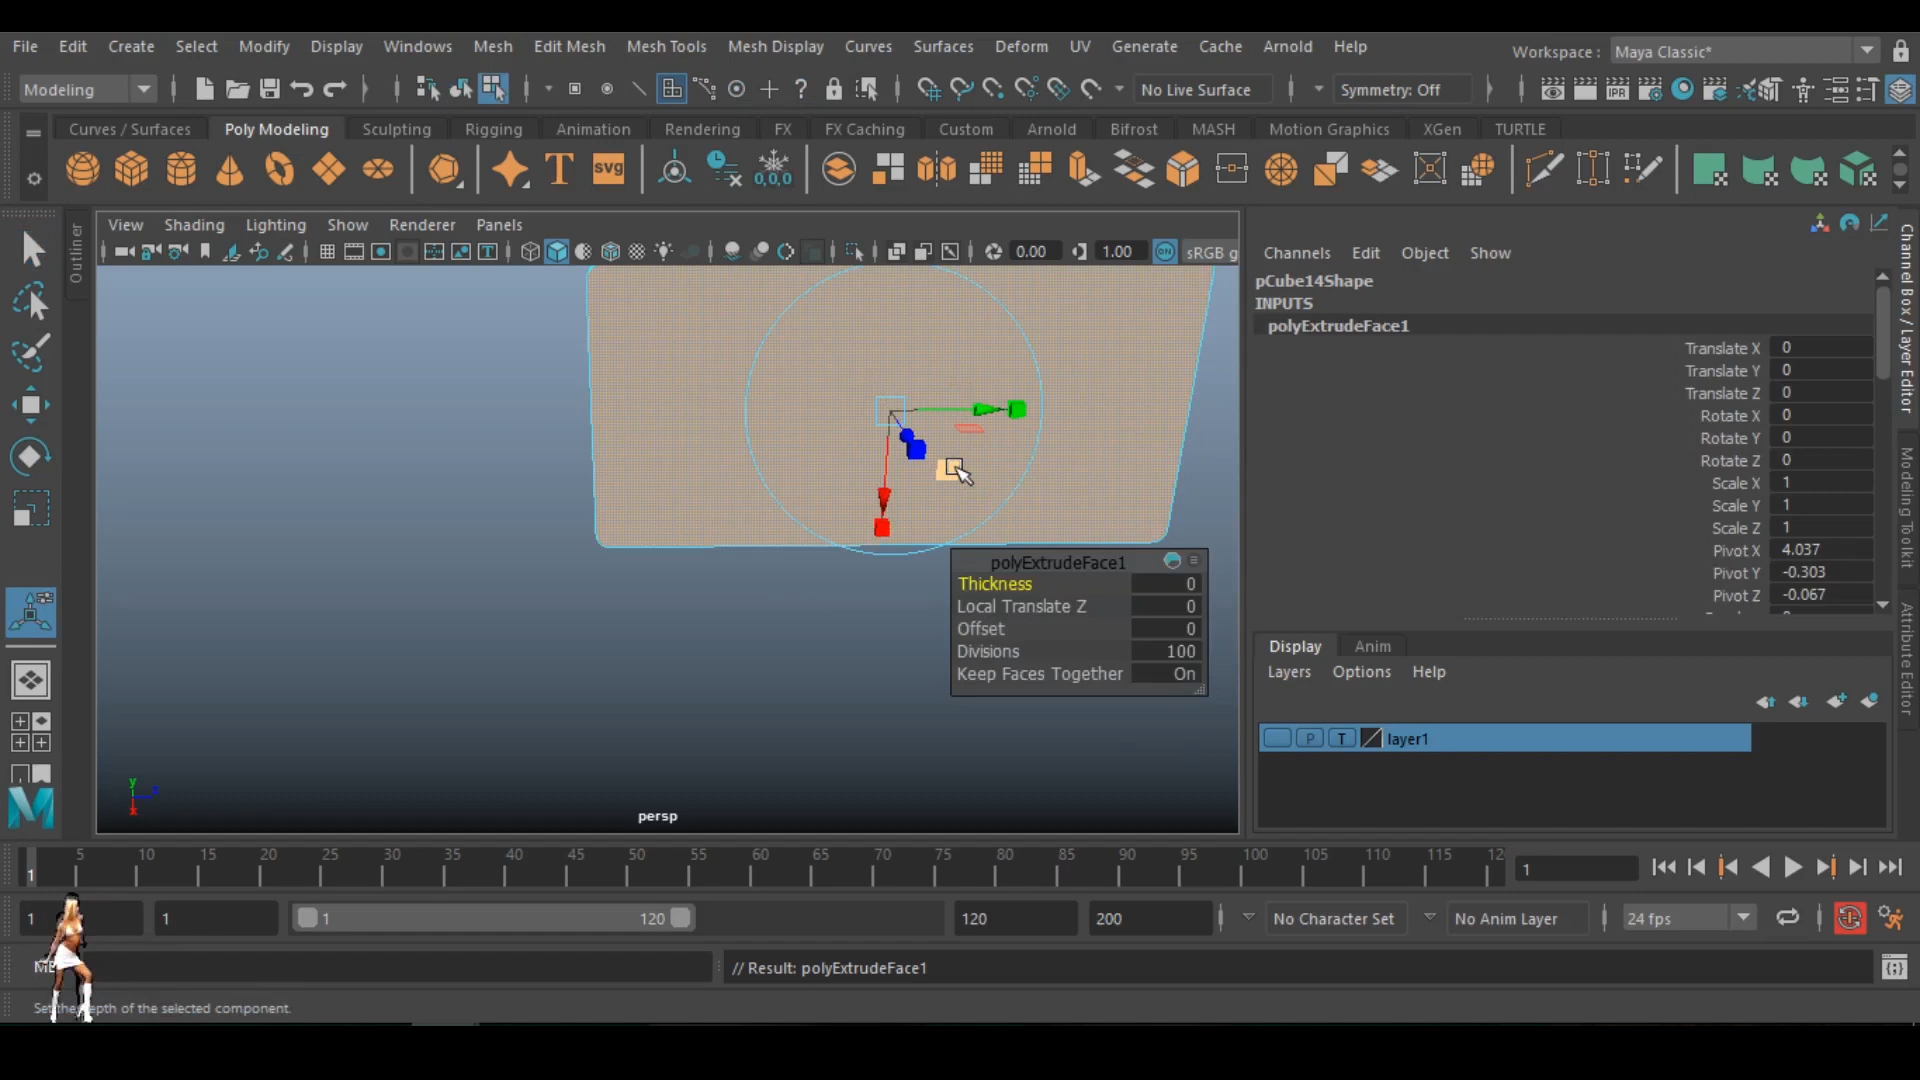 File Edit Create Select Modify Display Windows Mesh Edit Mesh Mesh Tools Mesh Display Curves Surfaces Deform UV Generate Cache Arnold Help
Workspace : Maya Classic*
Modeling
No Live Surface
Symmetry: Off
Curves / Surfaces Poly Modeling Sculpting Rigging Animation Rendering FX FX Caching Custom Arnold Bifrost MASH Motion Graphics XGen TURTLE
View Shading Lighting Show Renderer Panels
0.00 1.00 ON sRGB g
Outliner
Channels Edit Object Show
pCube14Shape
INPUTS
polyExtrudeFace1
Translate X 0
Translate Y 0
Translate Z 0
Rotate X 0
Rotate Y 0
Rotate Z 0
Scale X 1
Scale Y 1
Scale Z 1
Pivot X 4.037
Pivot Y -0.303
Pivot Z -0.067
Channel Box / Layer Editor
Modeling Toolkit
Attribute Editor
polyExtrudeFace1
Thickness 0
Local Translate Z 0
Offset 0
Divisions 100
Keep Faces Together On
persp
Display Anim
Layers Options Help
P T layer1
5 10 15 20 25 30 35 40 45 50 55 60 65 70 75 80 85 90 95 100 105 110 115 12
1
1
1 1 1 120 120 200 No Character Set No Anim Layer 24 fps
// Result: polyExtrudeFace1
of the selected component.